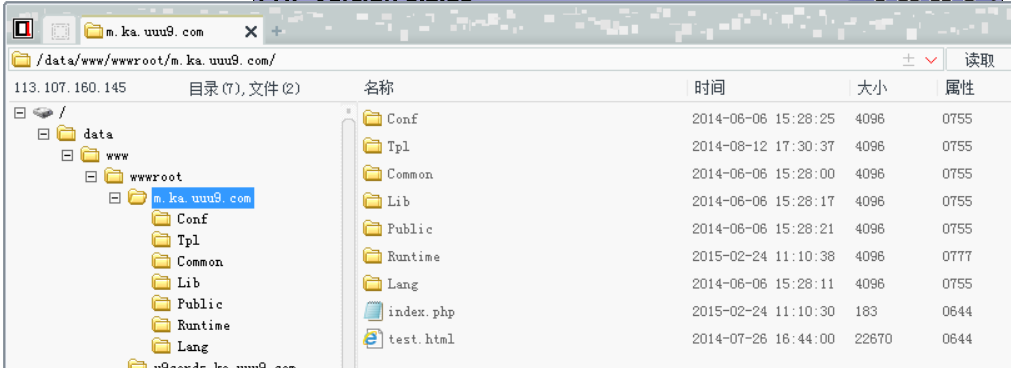 m.ka.uuu9.com
/data/www/wwwroot/m.ka.uuu9.com/
读取
113.107.160.145 目录(7),文件(2) 名称 时间 大小 属性
/
data
www
wwwroot
m.ka.uuu9.com
Conf
Tpl
Common
Lib
Public
Runtime
Lang
Conf 2014-06-06 15:28:25 4096 0755
Tpl 2014-08-12 17:30:37 4096 0755
Common 2014-06-06 15:28:00 4096 0755
Lib 2014-06-06 15:28:17 4096 0755
Public 2014-06-06 15:28:21 4096 0755
Runtime 2015-02-24 11:10:38 4096 0777
Lang 2014-06-06 15:28:11 4096 0755
index.php 2015-02-24 11:10:30 183 0644
test.html 2014-07-26 16:44:00 22670 0644